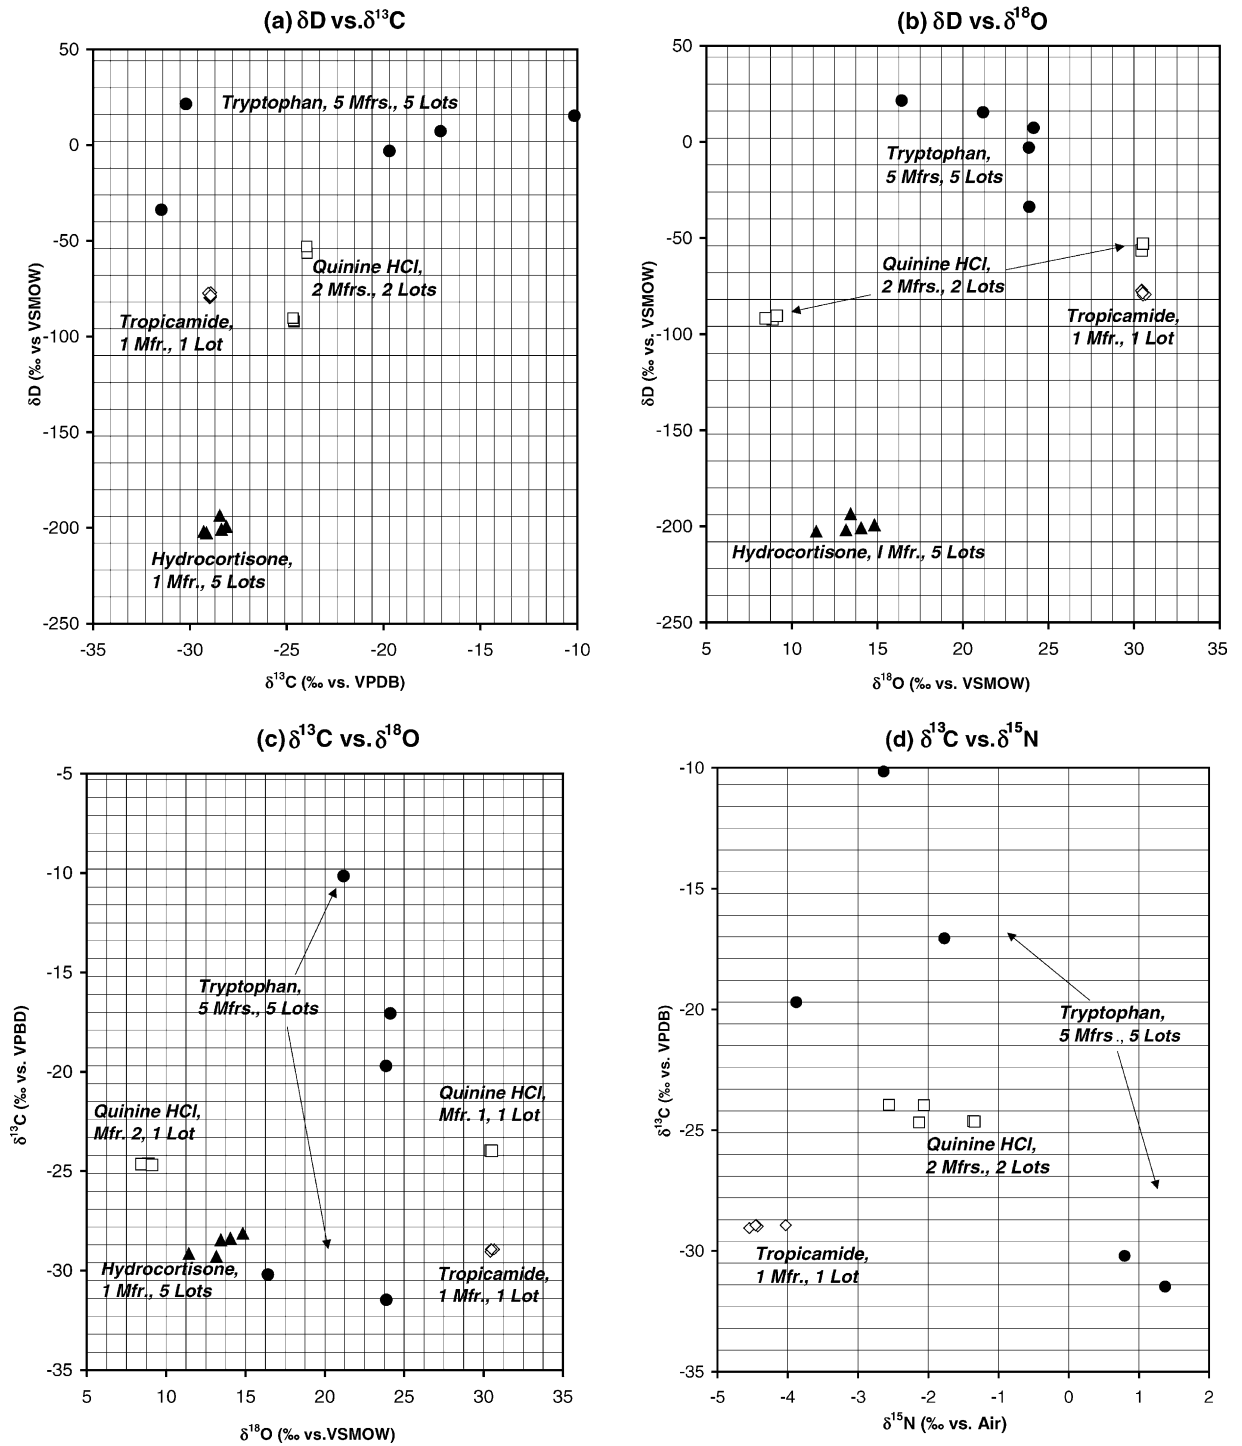 (a) δD vs.δ¹³C
50
0
-50
-100
-150
-200
-250
-35
-30
-25
-20
-15
-10
δD (‰ vs VSMOW)
δ¹³C (‰ vs. VPDB)
Tryptophan, 5 Mfrs., 5 Lots
Quinine HCl,
2 Mfrs., 2 Lots
Tropicamide,
1 Mfr., 1 Lot
Hydrocortisone,
1 Mfr., 5 Lots
(b) δD vs.δ¹⁸O
50
0
-50
-100
-150
-200
-250
5
10
15
20
25
30
35
δD (‰ vs. VSMOW)
δ¹⁸O (‰ vs. VSMOW)
Tryptophan,
5 Mfrs, 5 Lots
Quinine HCl,
2 Mfrs., 2 Lots
Tropicamide,
1 Mfr., 1 Lot
Hydrocortisone, I Mfr., 5 Lots
(c) δ¹³C vs.δ¹⁸O
-5
-10
-15
-20
-25
-30
-35
5
10
15
20
25
30
35
δ¹³C (‰ vs. VPBD)
δ¹⁸O (‰ vs.VSMOW)
Tryptophan,
5 Mfrs., 5 Lots
Quinine HCl,
Mfr. 1, 1 Lot
Quinine HCl,
Mfr. 2, 1 Lot
Hydrocortisone,
1 Mfr., 5 Lots
Tropicamide,
1 Mfr., 1 Lot
(d) δ¹³C vs.δ¹⁵N
-10
-15
-20
-25
-30
-35
-5
-4
-3
-2
-1
0
1
2
δ¹³C (‰ vs. VPDB)
δ¹⁵N (‰ vs. Air)
Tryptophan,
5 Mfrs., 5 Lots
Quinine HCl,
2 Mfrs., 2 Lots
Tropicamide,
1 Mfr., 1 Lot